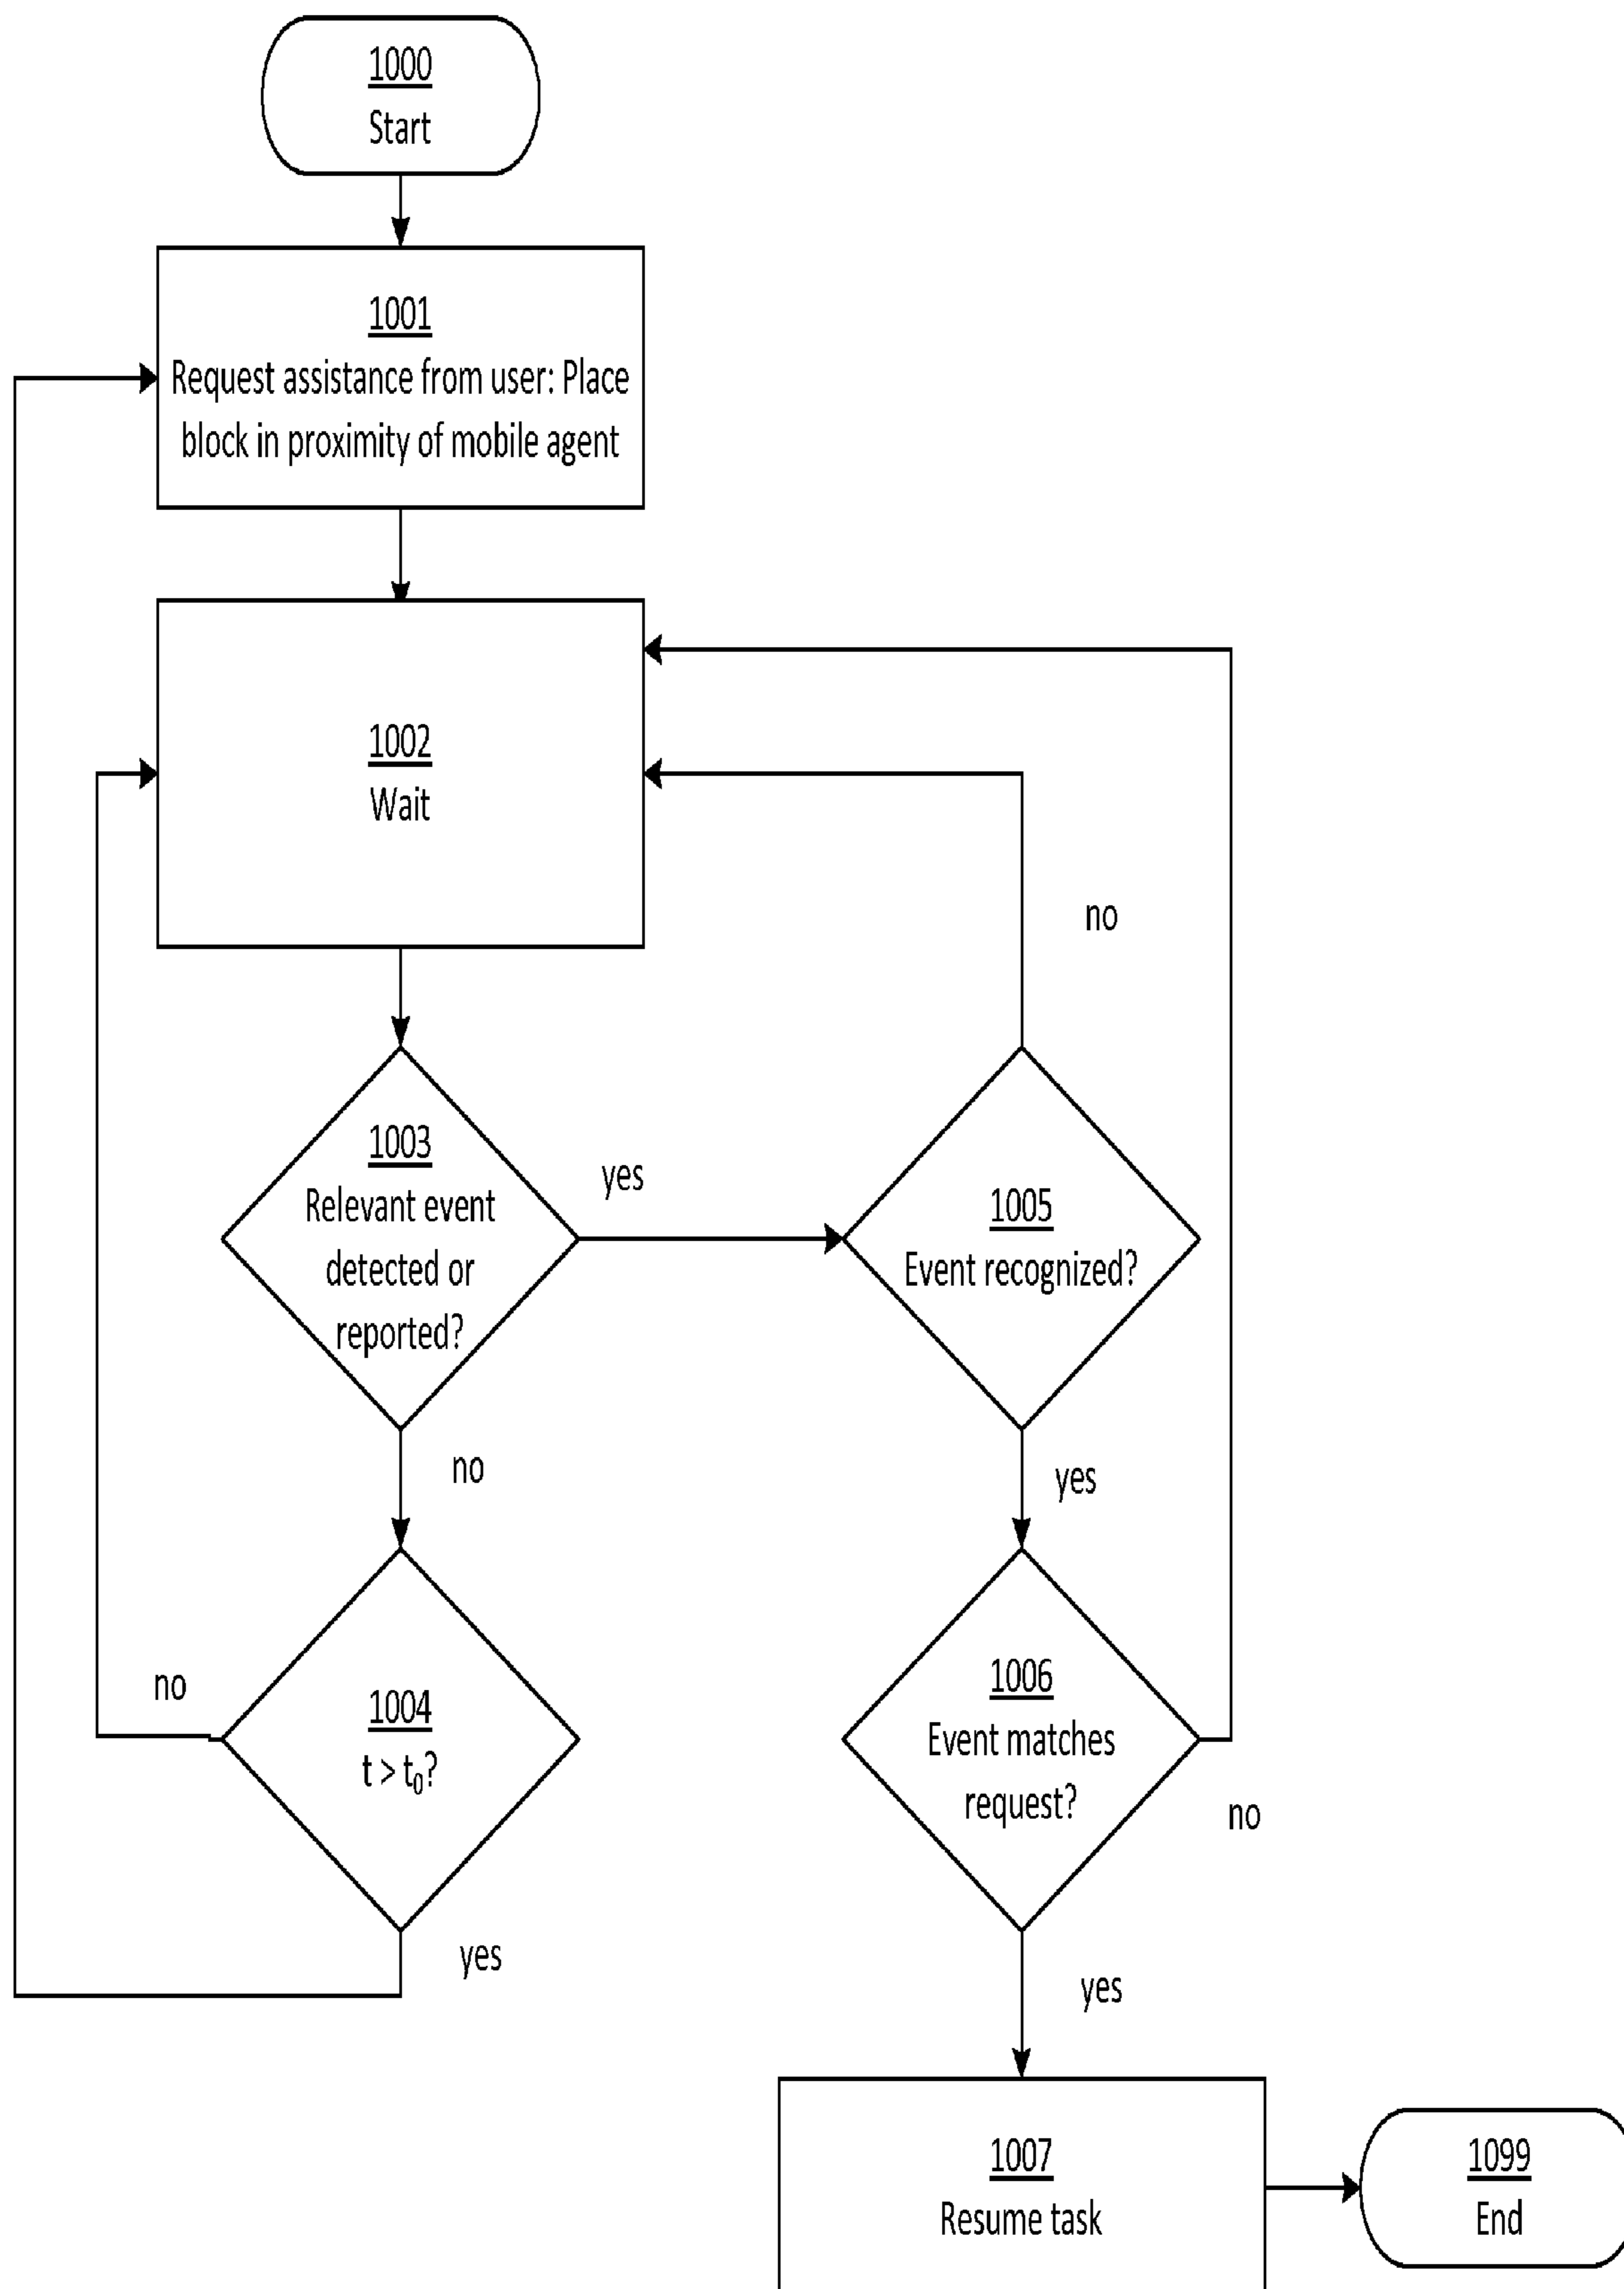 1000
Start
1001
Request assistance from user: Place
block in proximity of mobile agent
1002
Wait
no
1003
Relevant event
detected or
reported?
yes
1005
Event recognized?
no
yes
1004
t > t₀?
no
yes
1006
Event matches
request?
no
yes
1007
Resume task
1099
End